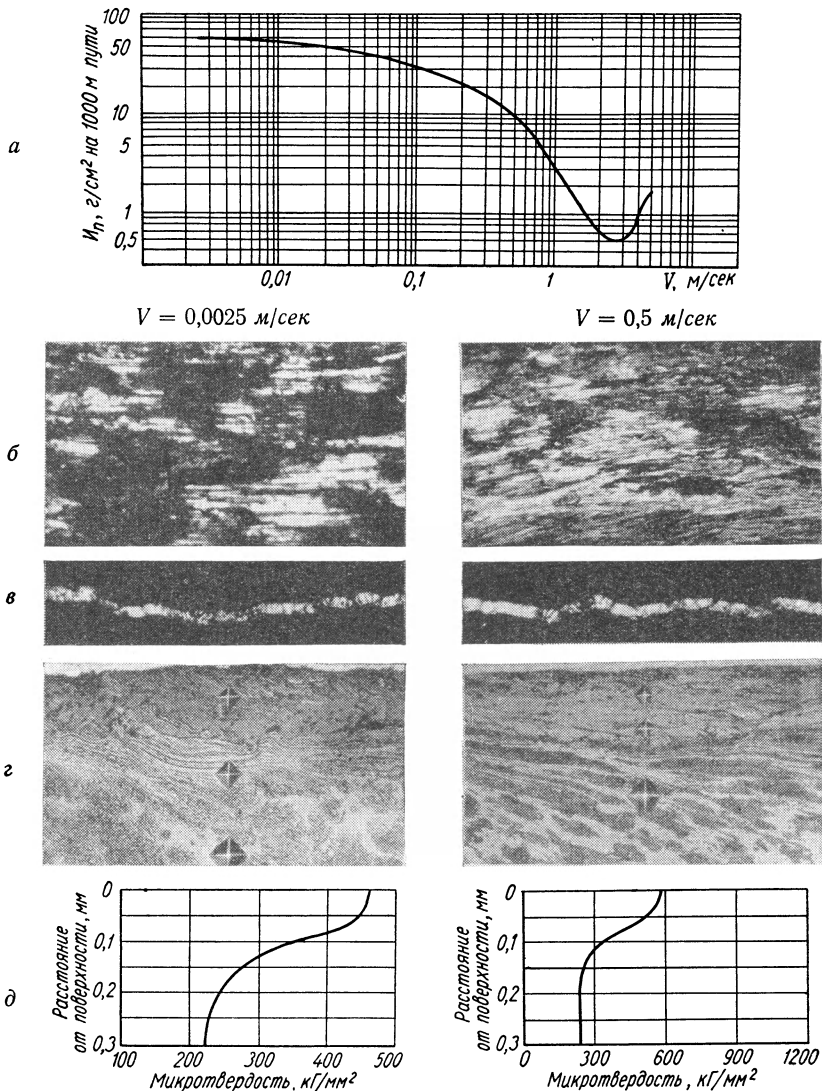 а
И_п, г/см² на 1000 м пути
100
50
10
5
1
0,5
0,01
0,1
1
V, м/сек
V = 0,0025 м/сек
V = 0,5 м/сек
б
в
г
д
Расстояние
от поверхности, мм
0
0,1
0,2
0,3
100
200
300
400
500
Микротвердость, кГ/мм²
Расстояние
от поверхности, мм
0
0,1
0,2
0,3
0
300
600
900
1200
Микротвердость, кГ/мм²